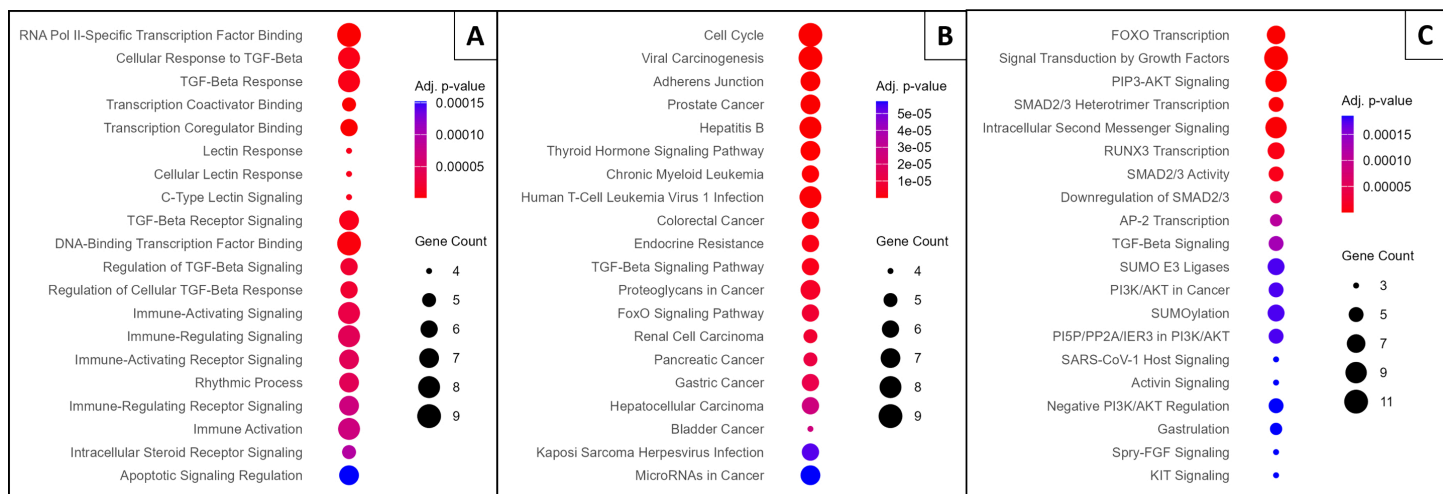 A
RNA Pol II-Specific Transcription Factor Binding
Cellular Response to TGF-Beta
TGF-Beta Response
Transcription Coactivator Binding
Transcription Coregulator Binding
Lectin Response
Cellular Lectin Response
C-Type Lectin Signaling
TGF-Beta Receptor Signaling
DNA-Binding Transcription Factor Binding
Regulation of TGF-Beta Signaling
Regulation of Cellular TGF-Beta Response
Immune-Activating Signaling
Immune-Regulating Signaling
Immune-Activating Receptor Signaling
Rhythmic Process
Immune-Regulating Receptor Signaling
Immune Activation
Intracellular Steroid Receptor Signaling
Apoptotic Signaling Regulation
Adj. p-value
0.00015
0.00010
0.00005
Gene Count
4
5
6
7
8
9
B
Cell Cycle
Viral Carcinogenesis
Adherens Junction
Prostate Cancer
Hepatitis B
Thyroid Hormone Signaling Pathway
Chronic Myeloid Leukemia
Human T-Cell Leukemia Virus 1 Infection
Colorectal Cancer
Endocrine Resistance
TGF-Beta Signaling Pathway
Proteoglycans in Cancer
FoxO Signaling Pathway
Renal Cell Carcinoma
Pancreatic Cancer
Gastric Cancer
Hepatocellular Carcinoma
Bladder Cancer
Kaposi Sarcoma Herpesvirus Infection
MicroRNAs in Cancer
Adj. p-value
5e-05
4e-05
3e-05
2e-05
1e-05
Gene Count
4
5
6
7
8
9
C
FOXO Transcription
Signal Transduction by Growth Factors
PIP3-AKT Signaling
SMAD2/3 Heterotrimer Transcription
Intracellular Second Messenger Signaling
RUNX3 Transcription
SMAD2/3 Activity
Downregulation of SMAD2/3
AP-2 Transcription
TGF-Beta Signaling
SUMO E3 Ligases
PI3K/AKT in Cancer
SUMOylation
PI5P/PP2A/IER3 in PI3K/AKT
SARS-CoV-1 Host Signaling
Activin Signaling
Negative PI3K/AKT Regulation
Gastrulation
Spry-FGF Signaling
KIT Signaling
Adj. p-value
0.00015
0.00010
0.00005
Gene Count
3
5
7
9
11